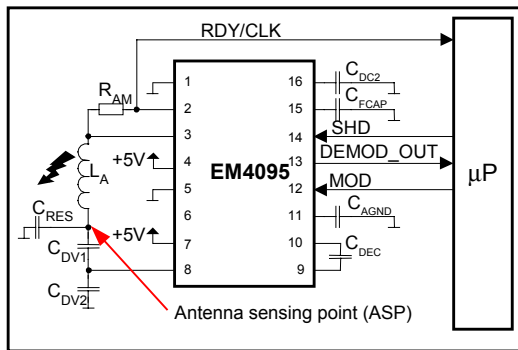 RDY/CLK
R_AM
1
2
3
4
5
6
7
8
+5V
+5V
EM4095
16
15
14
13
12
11
10
9
C_DC2
C_FCAP
SHD
DEMOD_OUT
MOD
C_AGND
C_DEC
µP
L_A
C_RES
C_DV1
C_DV2
Antenna sensing point (ASP)